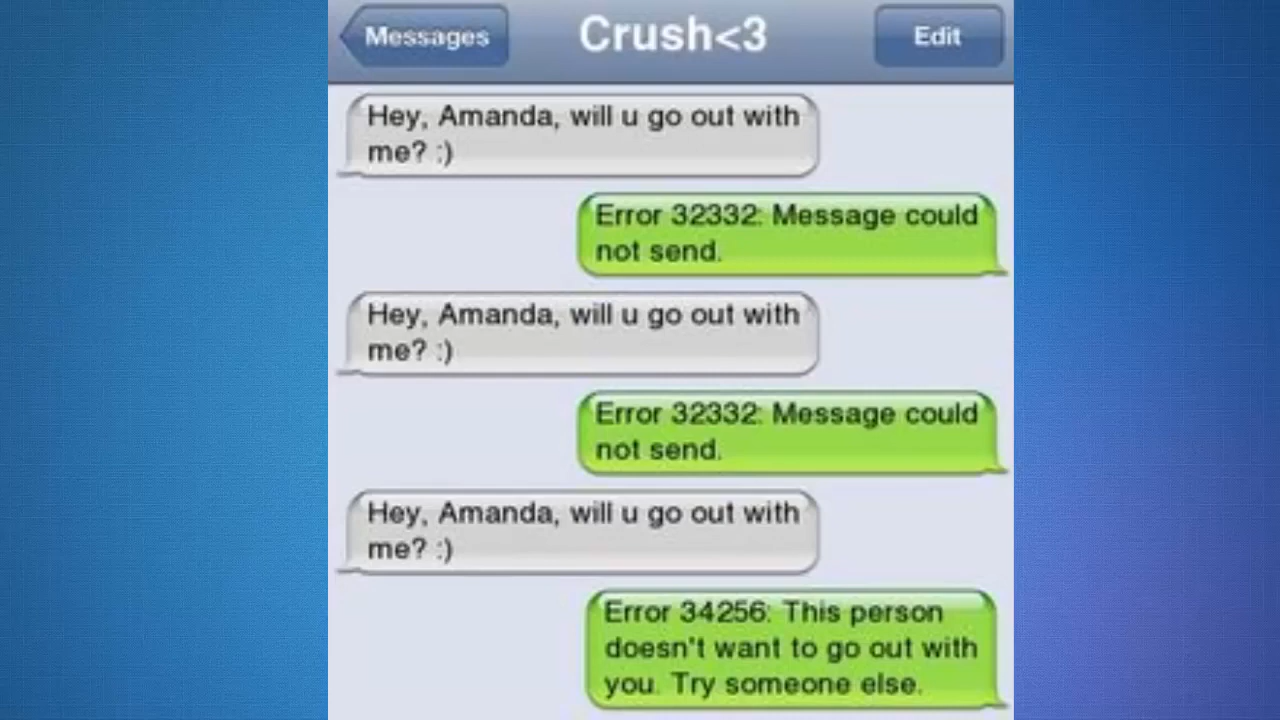 Messages
Crush<3
Edit
Hey, Amanda, will u go out with
me? :)
Error 32332: Message could
not send.
Hey, Amanda, will u go out with
me? :)
Error 32332: Message could
not send.
Hey, Amanda, will u go out with
me? :)
Error 34256: This person
doesn't want to go out with
you. Try someone else.